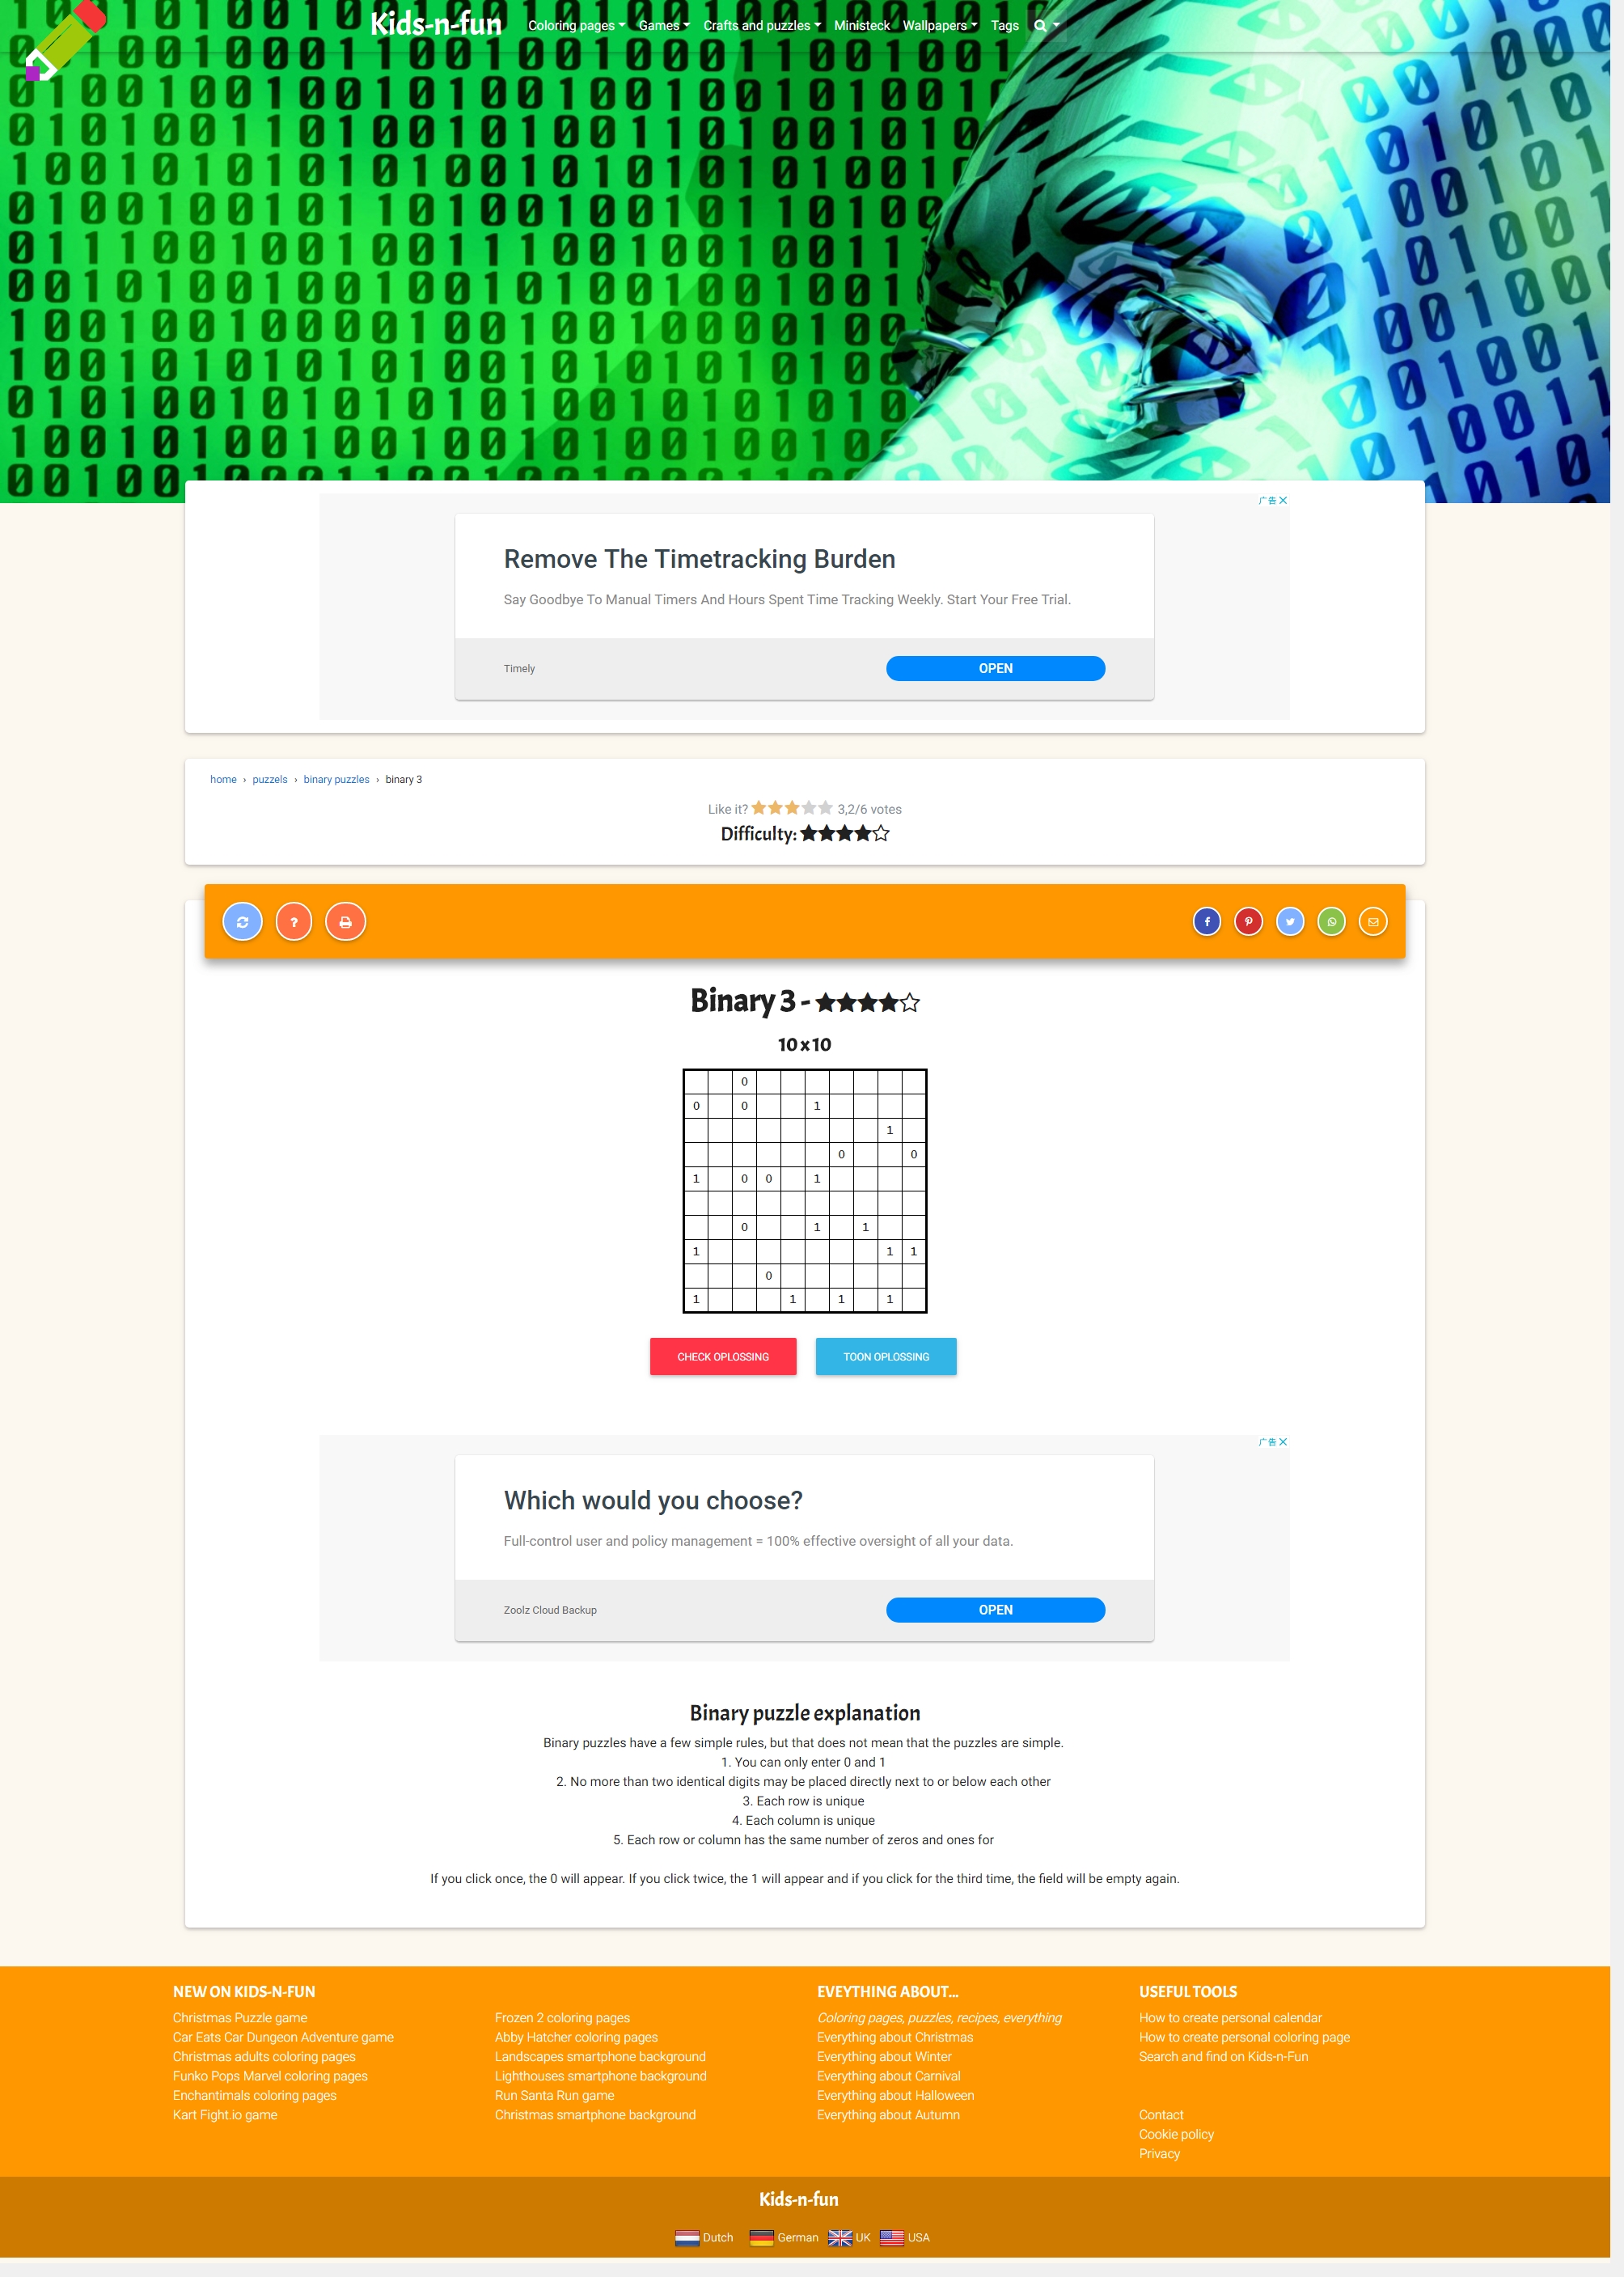 Kids-n-fun
Coloring pages Games Crafts and puzzles Ministeck Wallpapers Tags
广告
Remove The Timetracking Burden
Say Goodbye To Manual Timers And Hours Spent Time Tracking Weekly. Start Your Free Trial.
Timely
OPEN
home › puzzels › binary puzzles › binary 3
Like it? 3,2/6 votes
Difficulty:
Binary 3 -
10 x 10
0
0 0 1
1
0 0
1 0 0 1
0 1 1
1 1 1
0
1 1 1 1
CHECK OPLOSSING TOON OPLOSSING
广告
Which would you choose?
Full-control user and policy management = 100% effective oversight of all your data.
Zoolz Cloud Backup
OPEN
Binary puzzle explanation
Binary puzzles have a few simple rules, but that does not mean that the puzzles are simple.
1. You can only enter 0 and 1
2. No more than two identical digits may be placed directly next to or below each other
3. Each row is unique
4. Each column is unique
5. Each row or column has the same number of zeros and ones for
If you click once, the 0 will appear. If you click twice, the 1 will appear and if you click for the third time, the field will be empty again.
NEW ON KIDS-N-FUN
Christmas Puzzle game
Car Eats Car Dungeon Adventure game
Christmas adults coloring pages
Funko Pops Marvel coloring pages
Enchantimals coloring pages
Kart Fight.io game
Frozen 2 coloring pages
Abby Hatcher coloring pages
Landscapes smartphone background
Lighthouses smartphone background
Run Santa Run game
Christmas smartphone background
EVEYTHING ABOUT...
Coloring pages, puzzles, recipes, everything
Everything about Christmas
Everything about Winter
Everything about Carnival
Everything about Halloween
Everything about Autumn
USEFUL TOOLS
How to create personal calendar
How to create personal coloring page
Search and find on Kids-n-Fun
Contact
Cookie policy
Privacy
Kids-n-fun
Dutch German UK USA